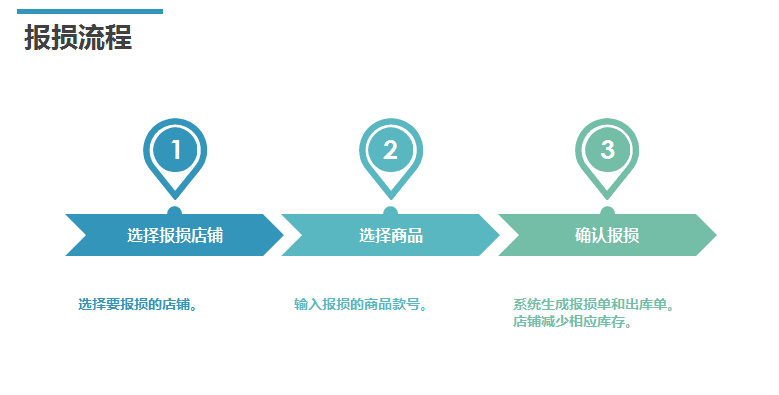 报损流程
1
2
3
选择报损店铺
选择商品
确认报损
选择要报损的店铺。
输入报损的商品款号。
系统生成报损单和出库单。
店铺减少相应库存。